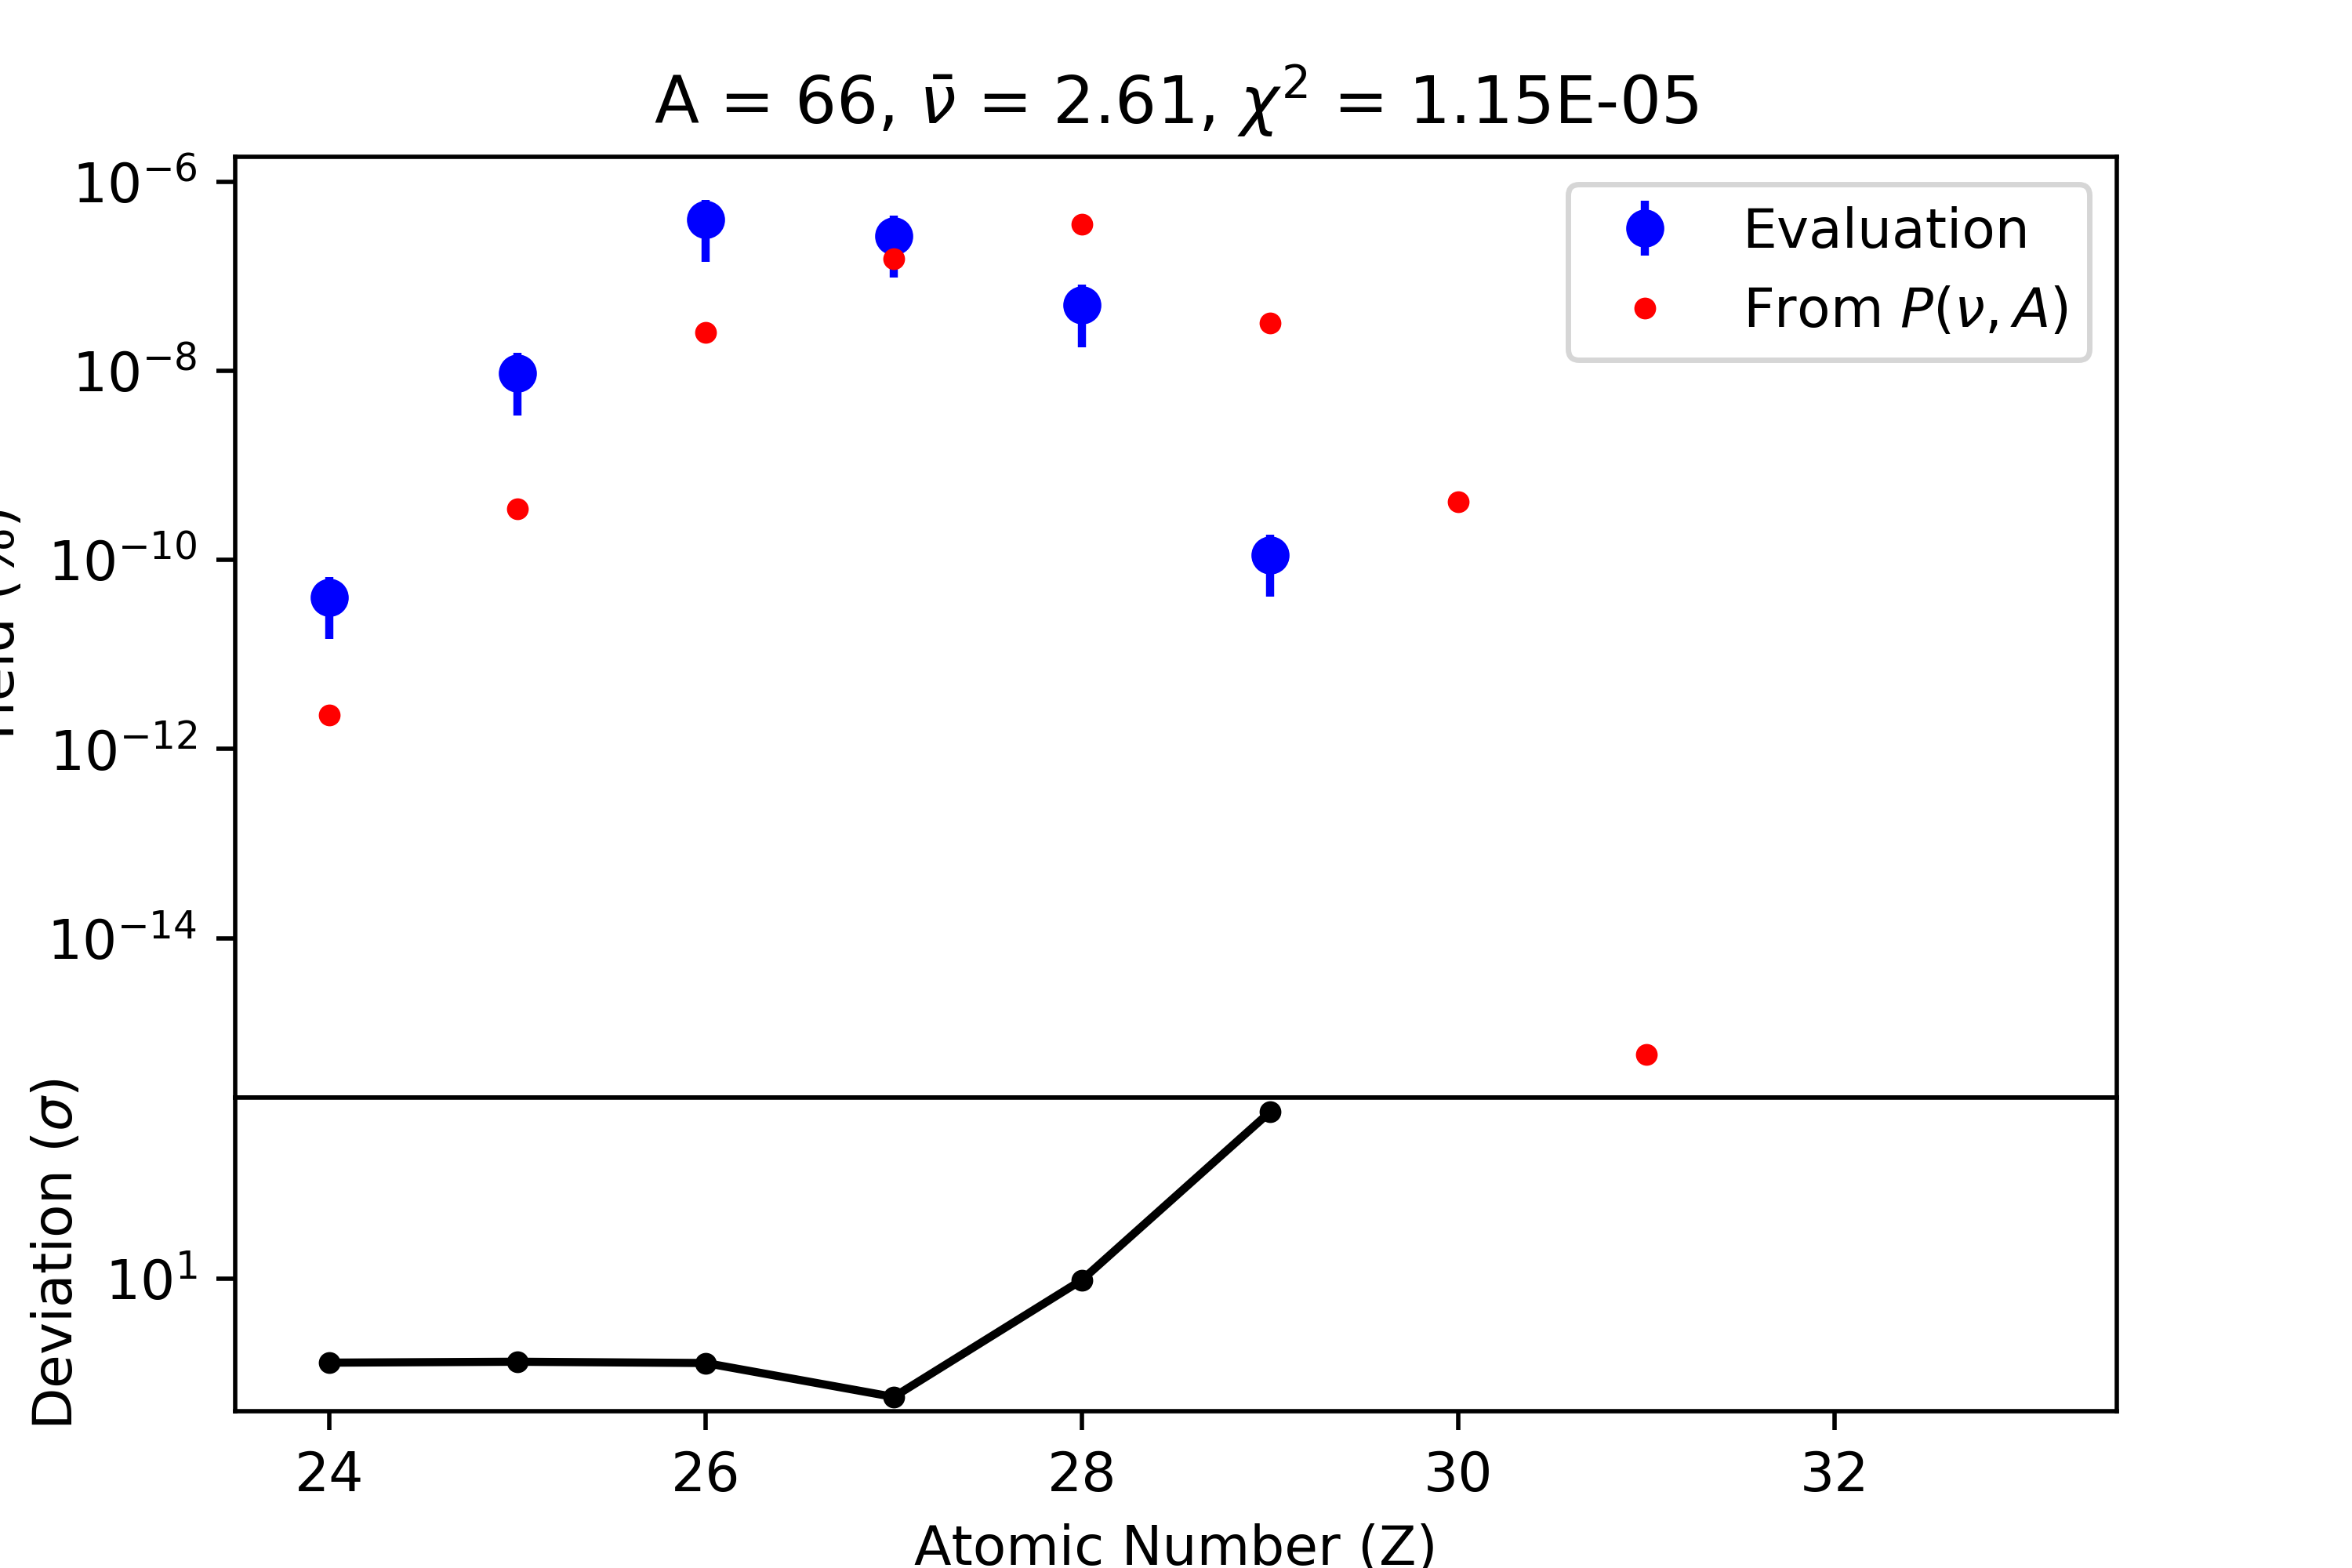 A = 66, ν̄ = 2.61, χ² = 1.15E-05
10⁻⁶
10⁻⁸
10⁻¹⁰
10⁻¹²
10⁻¹⁴
Yield (%)
Evaluation
From P(ν, A)
Deviation (σ)
10¹
24 26 28 30 32
Atomic Number (Z)